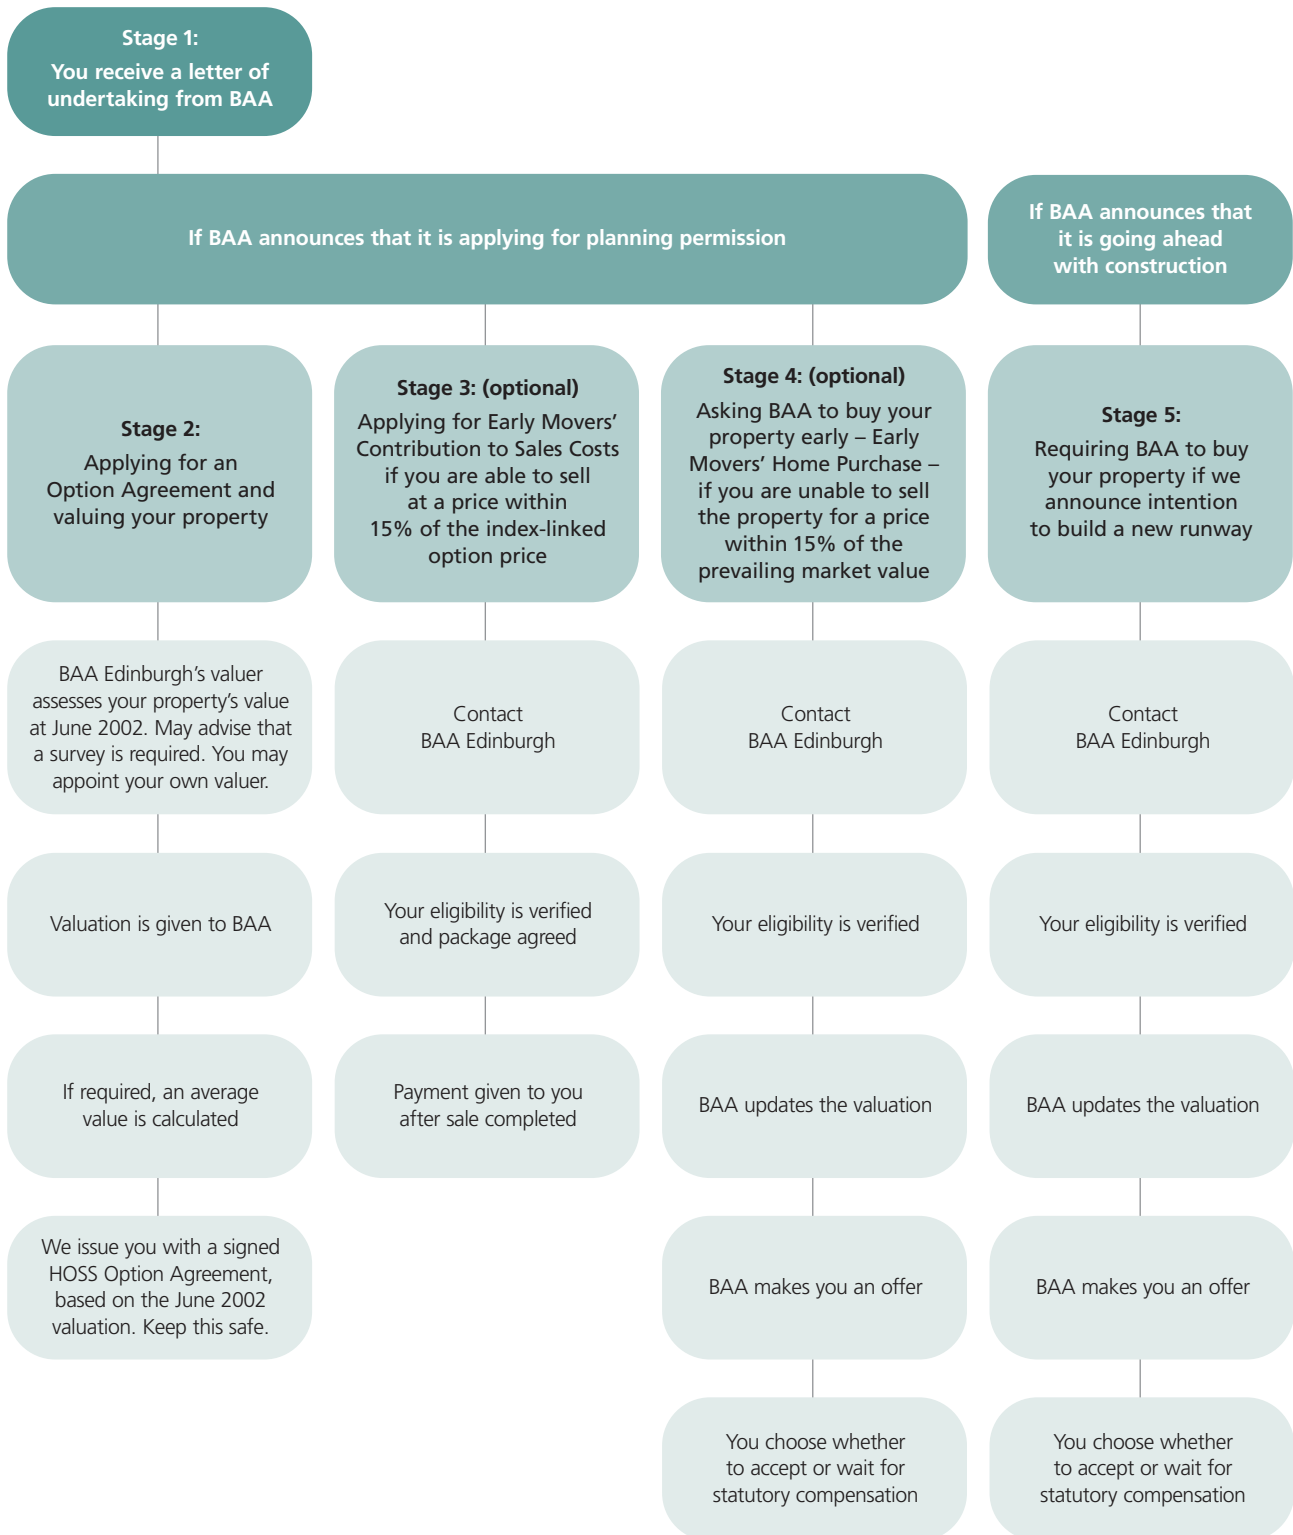 Stage 1:
You receive a letter of
undertaking from BAA
If BAA announces that it is applying for planning permission
If BAA announces that
it is going ahead
with construction
Stage 2:
Applying for an
Option Agreement and
valuing your property
Stage 3: (optional)
Applying for Early Movers’
Contribution to Sales Costs
if you are able to sell
at a price within
15% of the index-linked
option price
Stage 4: (optional)
Asking BAA to buy your
property early – Early
Movers’ Home Purchase –
if you are unable to sell
the property for a price
within 15% of the
prevailing market value
Stage 5:
Requiring BAA to buy
your property if we
announce intention
to build a new runway
BAA Edinburgh’s valuer
assesses your property’s value
at June 2002. May advise that
a survey is required. You may
appoint your own valuer.
Contact
BAA Edinburgh
Contact
BAA Edinburgh
Contact
BAA Edinburgh
Valuation is given to BAA
Your eligibility is verified
and package agreed
Your eligibility is verified
Your eligibility is verified
If required, an average
value is calculated
Payment given to you
after sale completed
BAA updates the valuation
BAA updates the valuation
We issue you with a signed
HOSS Option Agreement,
based on the June 2002
valuation. Keep this safe.
BAA makes you an offer
BAA makes you an offer
You choose whether
to accept or wait for
statutory compensation
You choose whether
to accept or wait for
statutory compensation